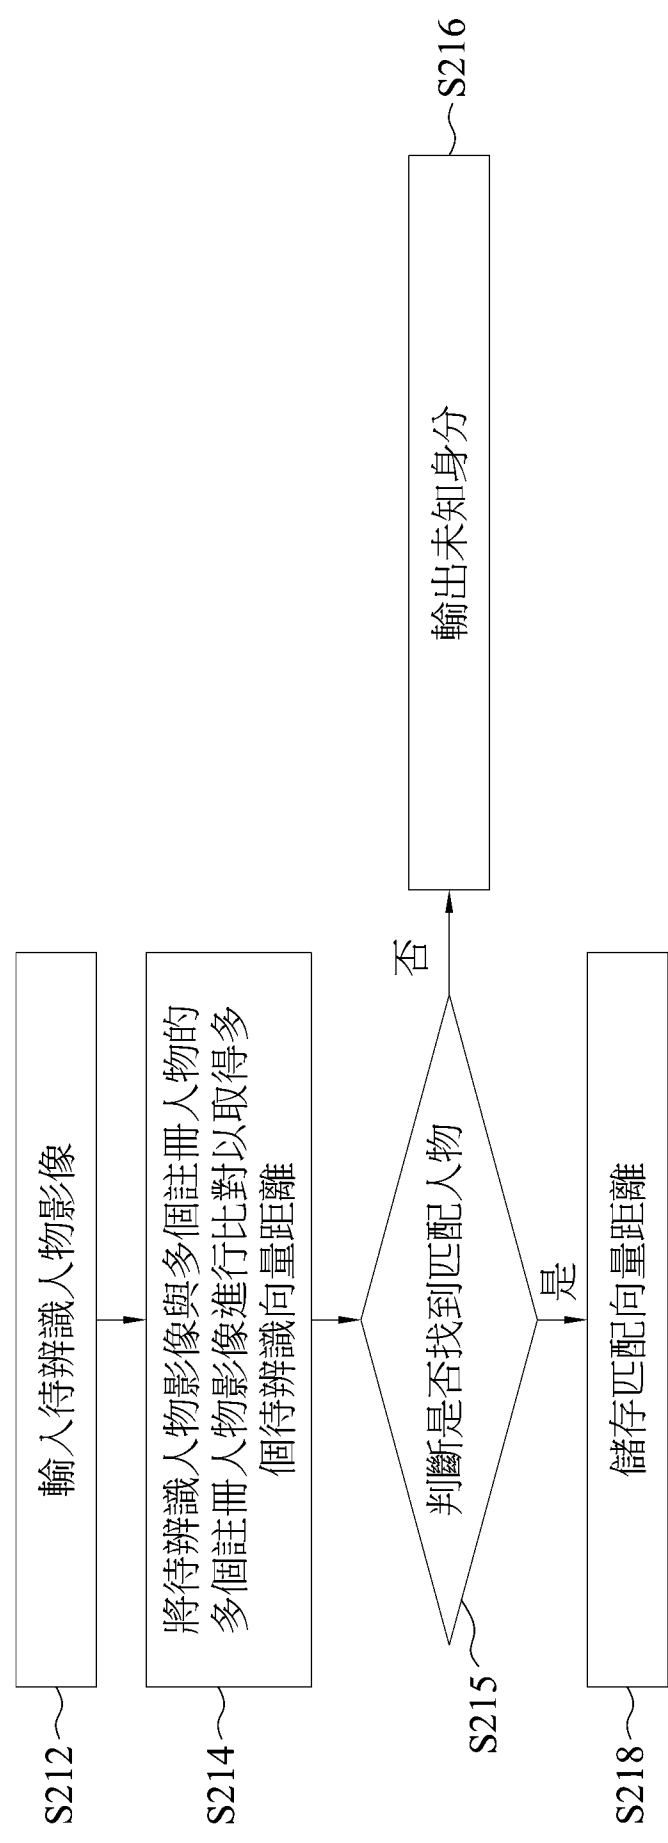 S212
輸入待辨識人物影像
S214
將待辨識人物影像與多個註冊人物的
多個註冊人物影像進行比對以取得多
個待辨識向量距離
S215
判斷是否找到匹配人物
否
S216
輸出未知身分
是
S218
儲存匹配向量距離